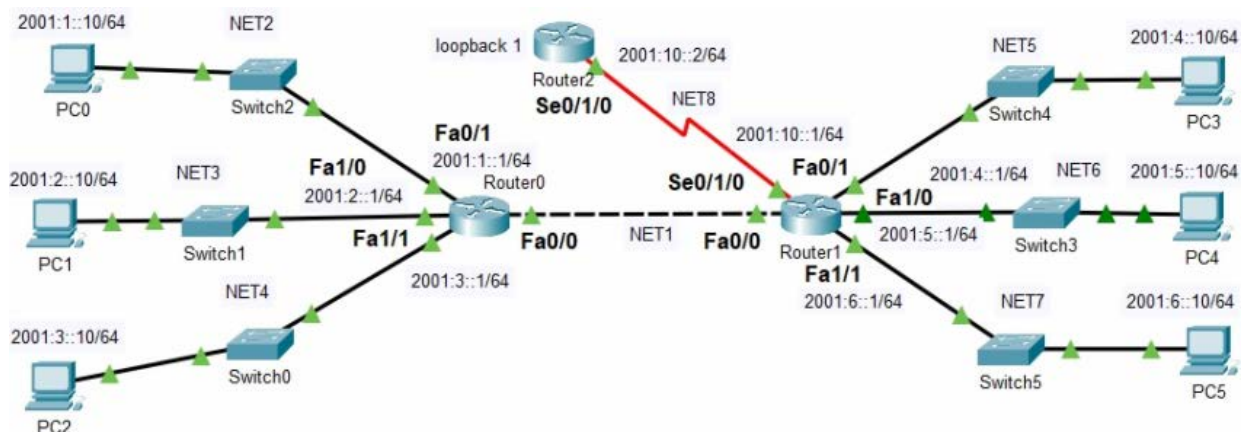 2001:1::10/64
NET2
PC0
Switch2
loopback 1
Router2
2001:10::2/64
Se0/1/0
NET8
2001:10::1/64
NET5
2001:4::10/64
Switch4
PC3
Fa0/1
2001:1::1/64
Fa1/0
2001:2::10/64
NET3
2001:2::1/64
Router0
PC1
Switch1
Fa1/1
Fa0/0
2001:3::1/64
NET1
Se0/1/0
Fa0/1
2001:4::1/64
NET6
2001:5::10/64
Fa1/0
2001:5::1/64
Switch3
PC4
Fa0/0
Router1
Fa1/1
2001:6::1/64
NET4
2001:3::10/64
Switch0
PC2
NET7
2001:6::10/64
Switch5
PC5